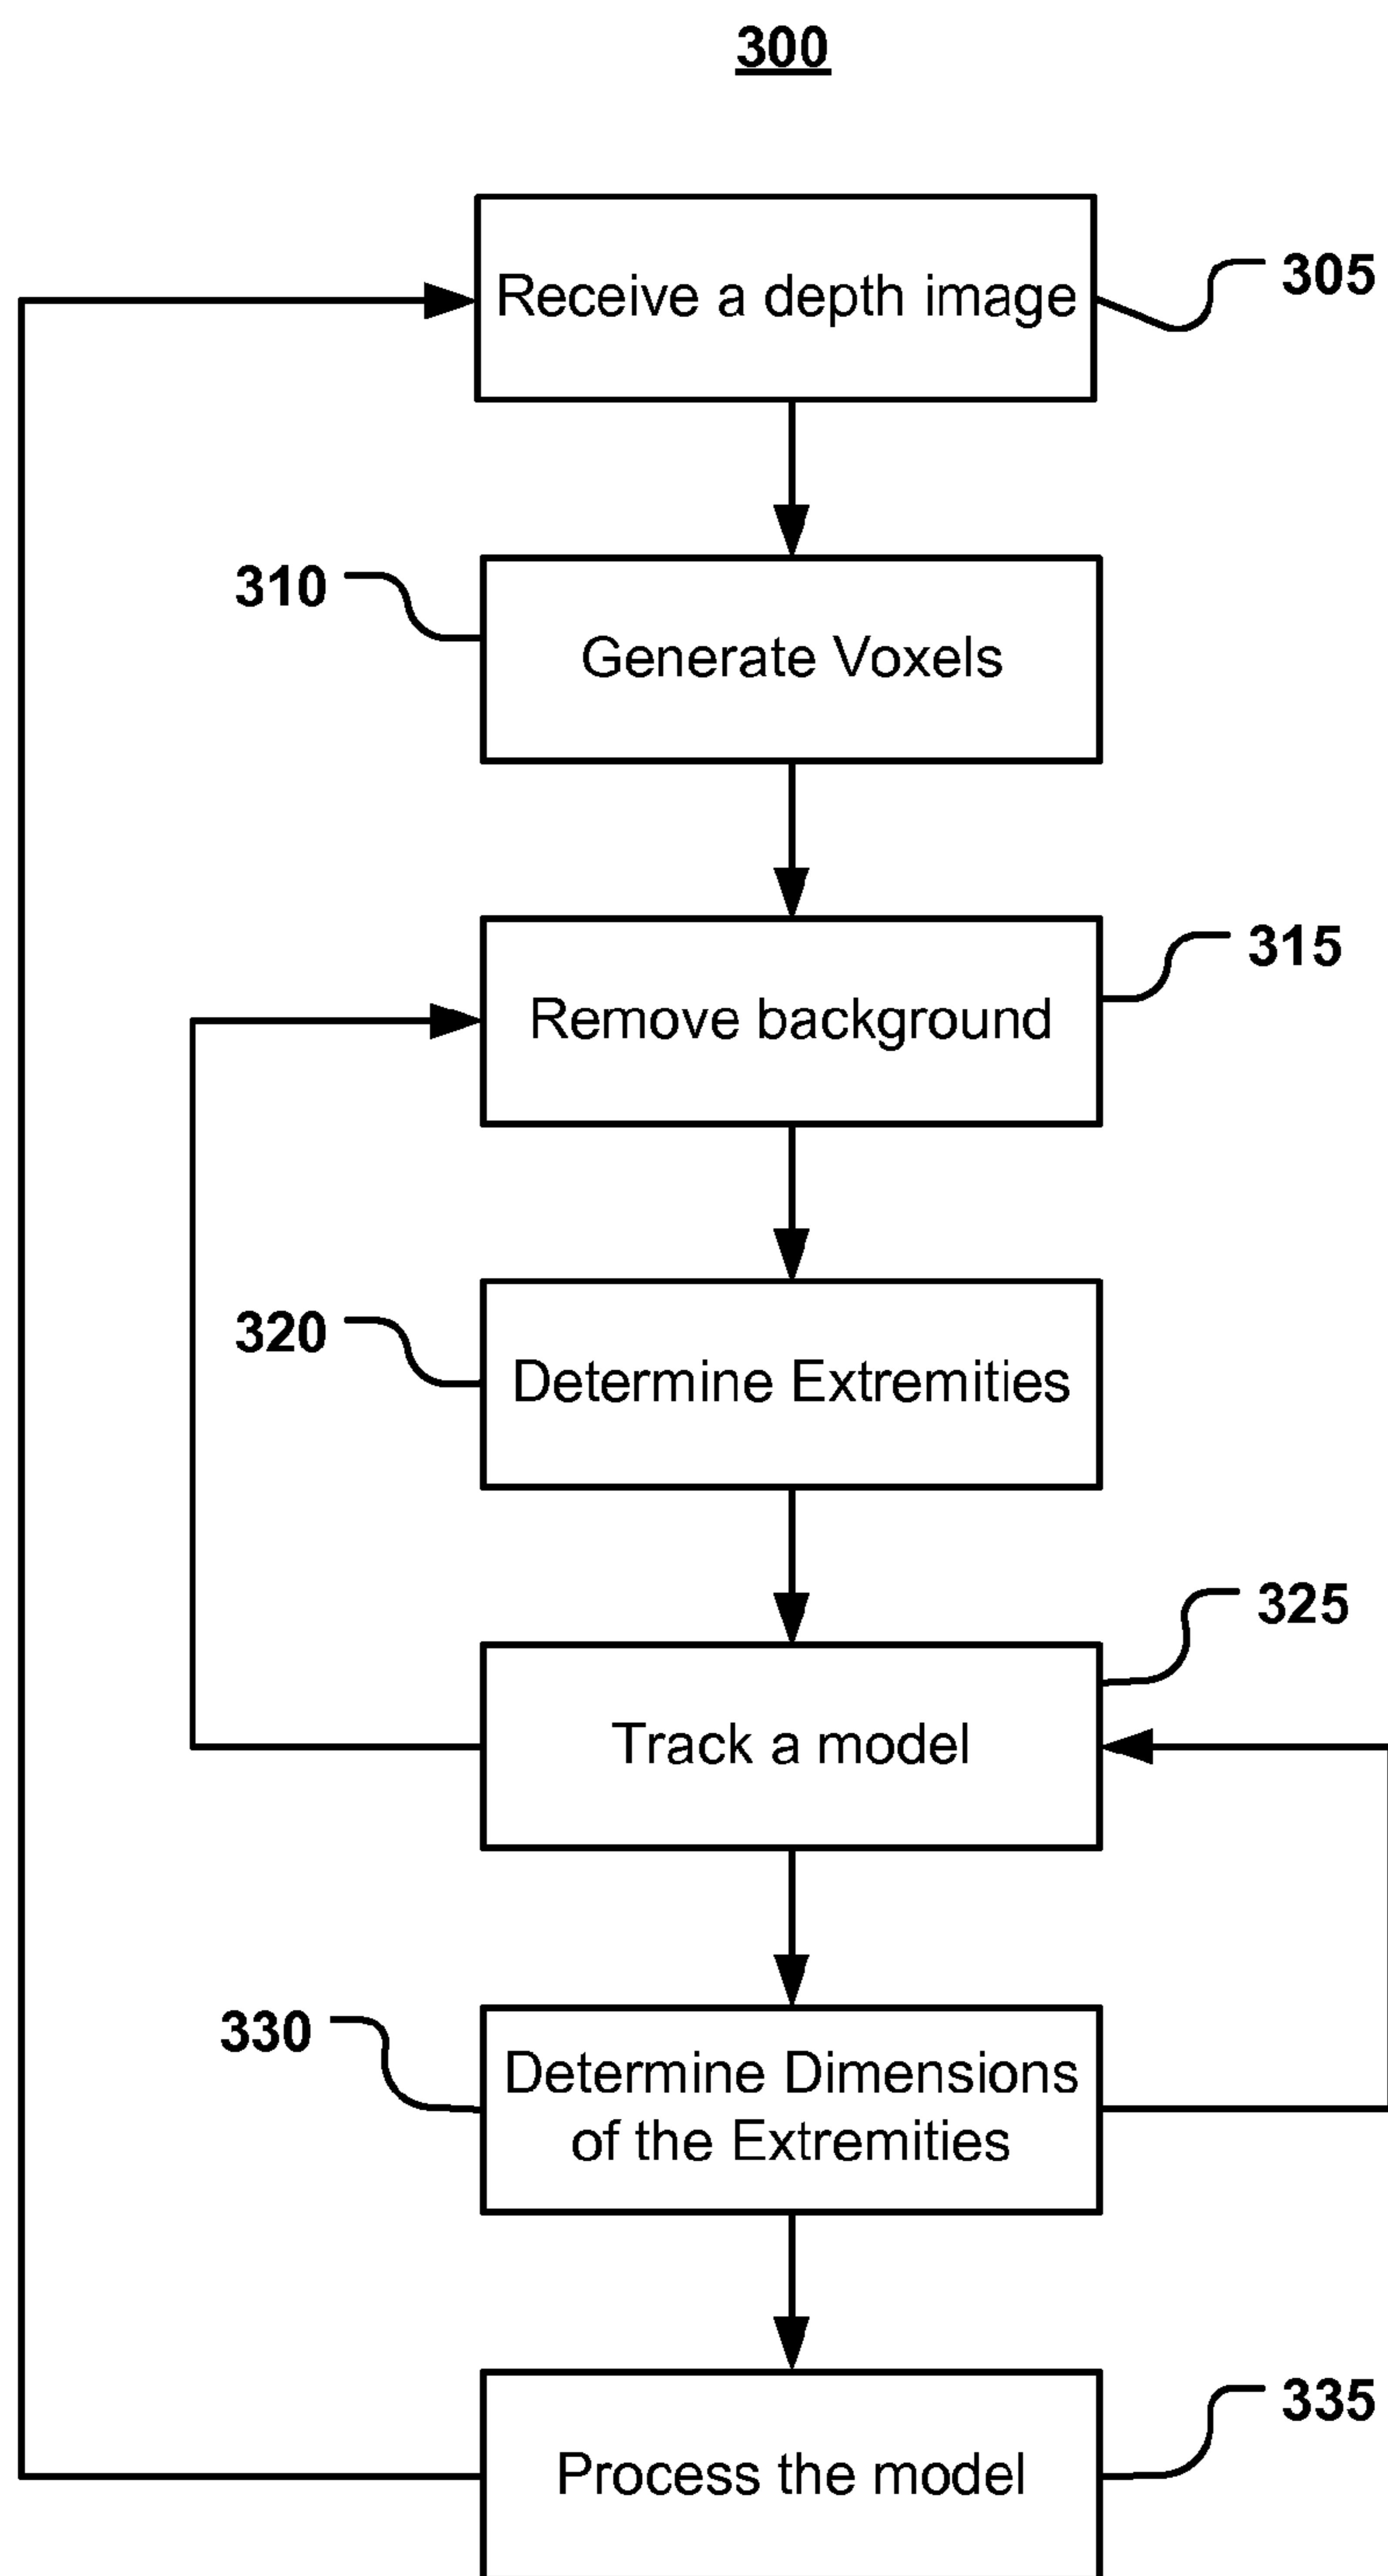 300
Receive a depth image
305
310
Generate Voxels
315
Remove background
320
Determine Extremities
325
Track a model
330
Determine Dimensions
of the Extremities
335
Process the model